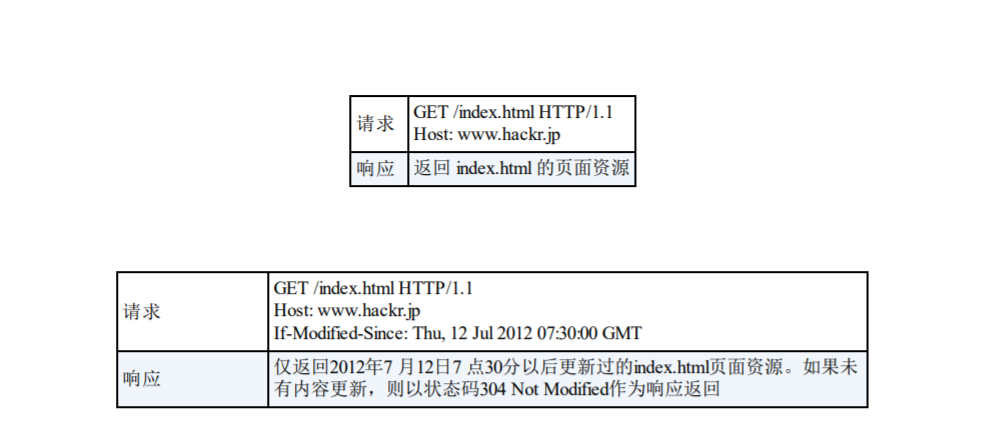 请求
GET /index.html HTTP/1.1
Host: www.hackr.jp
响应
返回 index.html 的页面资源
请求
GET /index.html HTTP/1.1
Host: www.hackr.jp
If-Modified-Since: Thu, 12 Jul 2012 07:30:00 GMT
响应
仅返回2012年7 月12日7 点30分以后更新过的index.html页面资源。如果未
有内容更新，则以状态码304 Not Modified作为响应返回